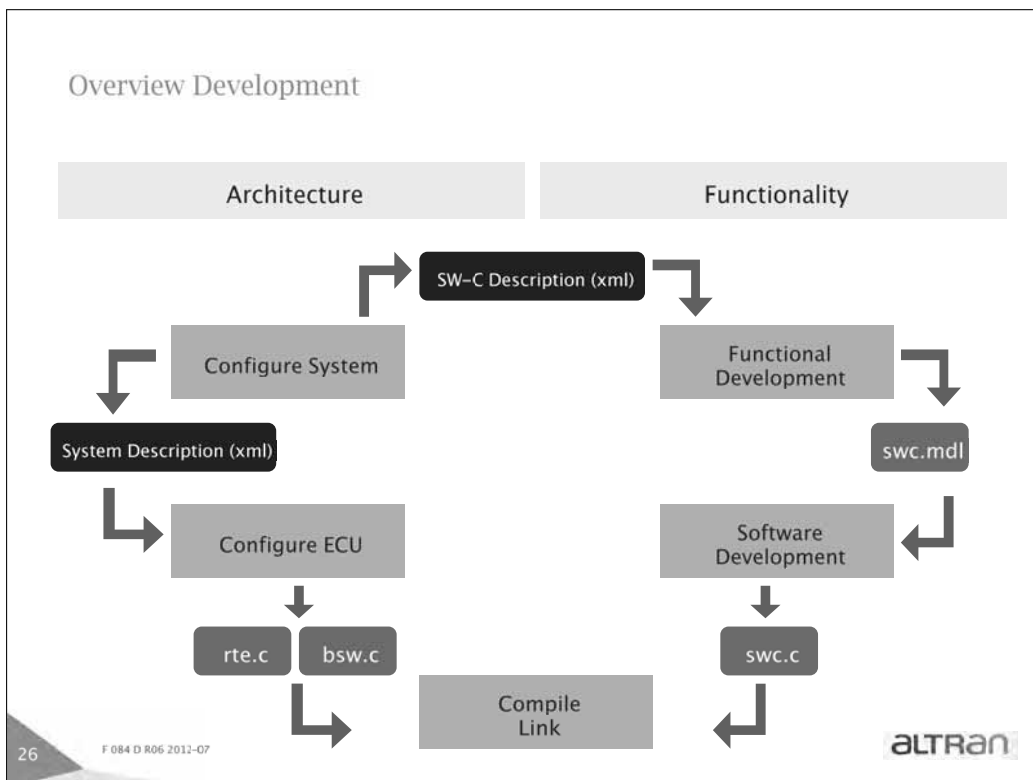 Overview Development
Architecture
Functionality
SW-C Description (xml)
Configure System
Functional
Development
System Description (xml)
swc.mdl
Configure ECU
Software
Development
rte.c
bsw.c
swc.c
Compile
Link
26
F 084 D R06 2012-07
altran